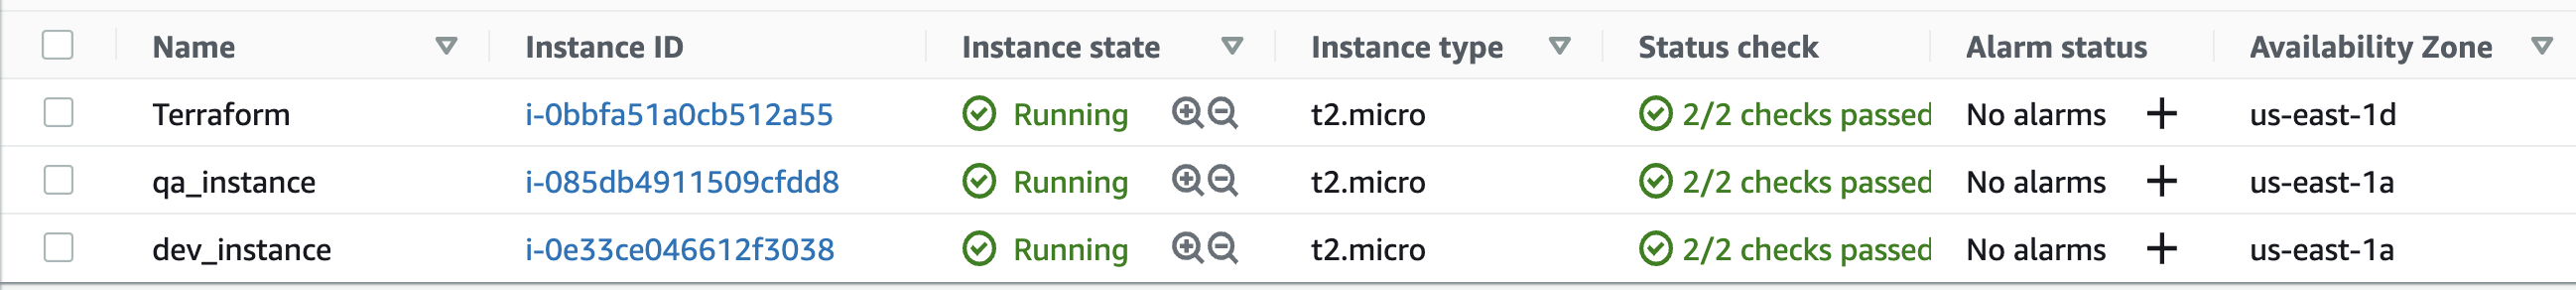 Name Instance ID Instance state Instance type Status check Alarm status Availability Zone
Terraform i-0bbfa51a0cb512a55 Running t2.micro 2/2 checks passed No alarms + us-east-1d
qa_instance i-085db4911509cfdd8 Running t2.micro 2/2 checks passed No alarms + us-east-1a
dev_instance i-0e33ce046612f3038 Running t2.micro 2/2 checks passed No alarms + us-east-1a